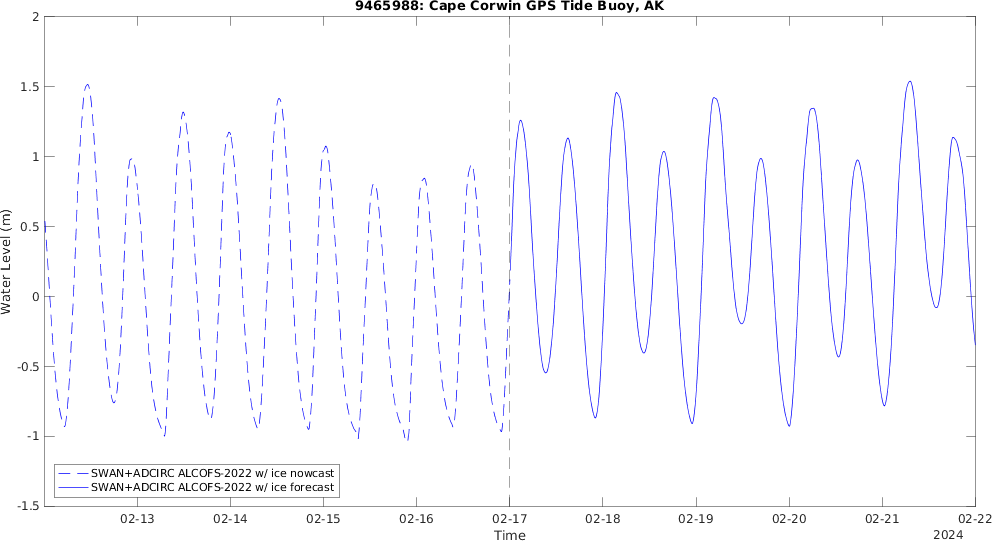 9465988: Cape Corwin GPS Tide Buoy, AK
2
1.5
1
0.5
0
-0.5
-1
-1.5
Water Level (m)
SWAN+ADCIRC ALCOFS-2022 w/ ice nowcast
SWAN+ADCIRC ALCOFS-2022 w/ ice forecast
02-13 02-14 02-15 02-16 02-17 02-18 02-19 02-20 02-21 02-22
Time
2024